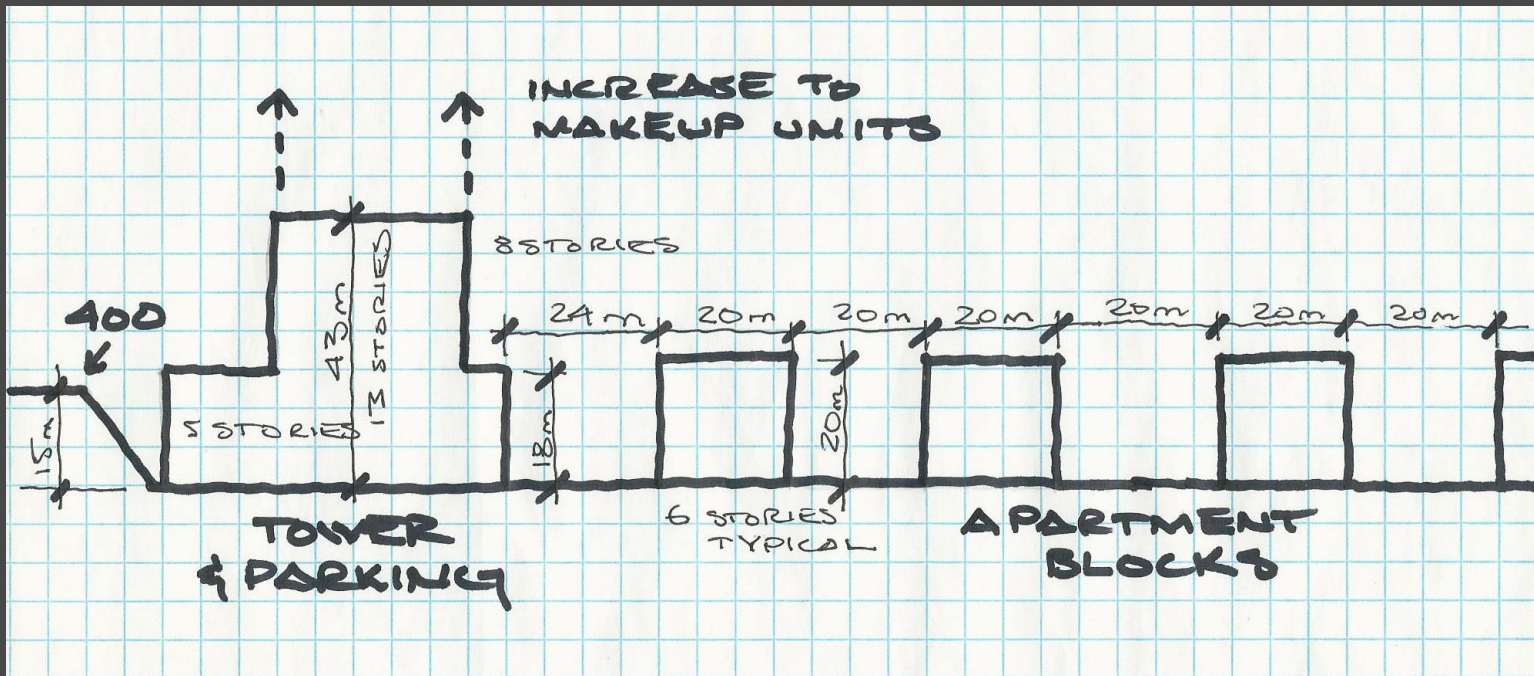 INCREASE TO
MAKEUP UNITS
8 STORIES
400
43m
13 STORIES
24m
20m
20m
20m
20m
20m
20m
15m
5 STORIES
18m
20m
6 STORIES
TYPICAL
TOWER
& PARKING
APARTMENT
BLOCKS